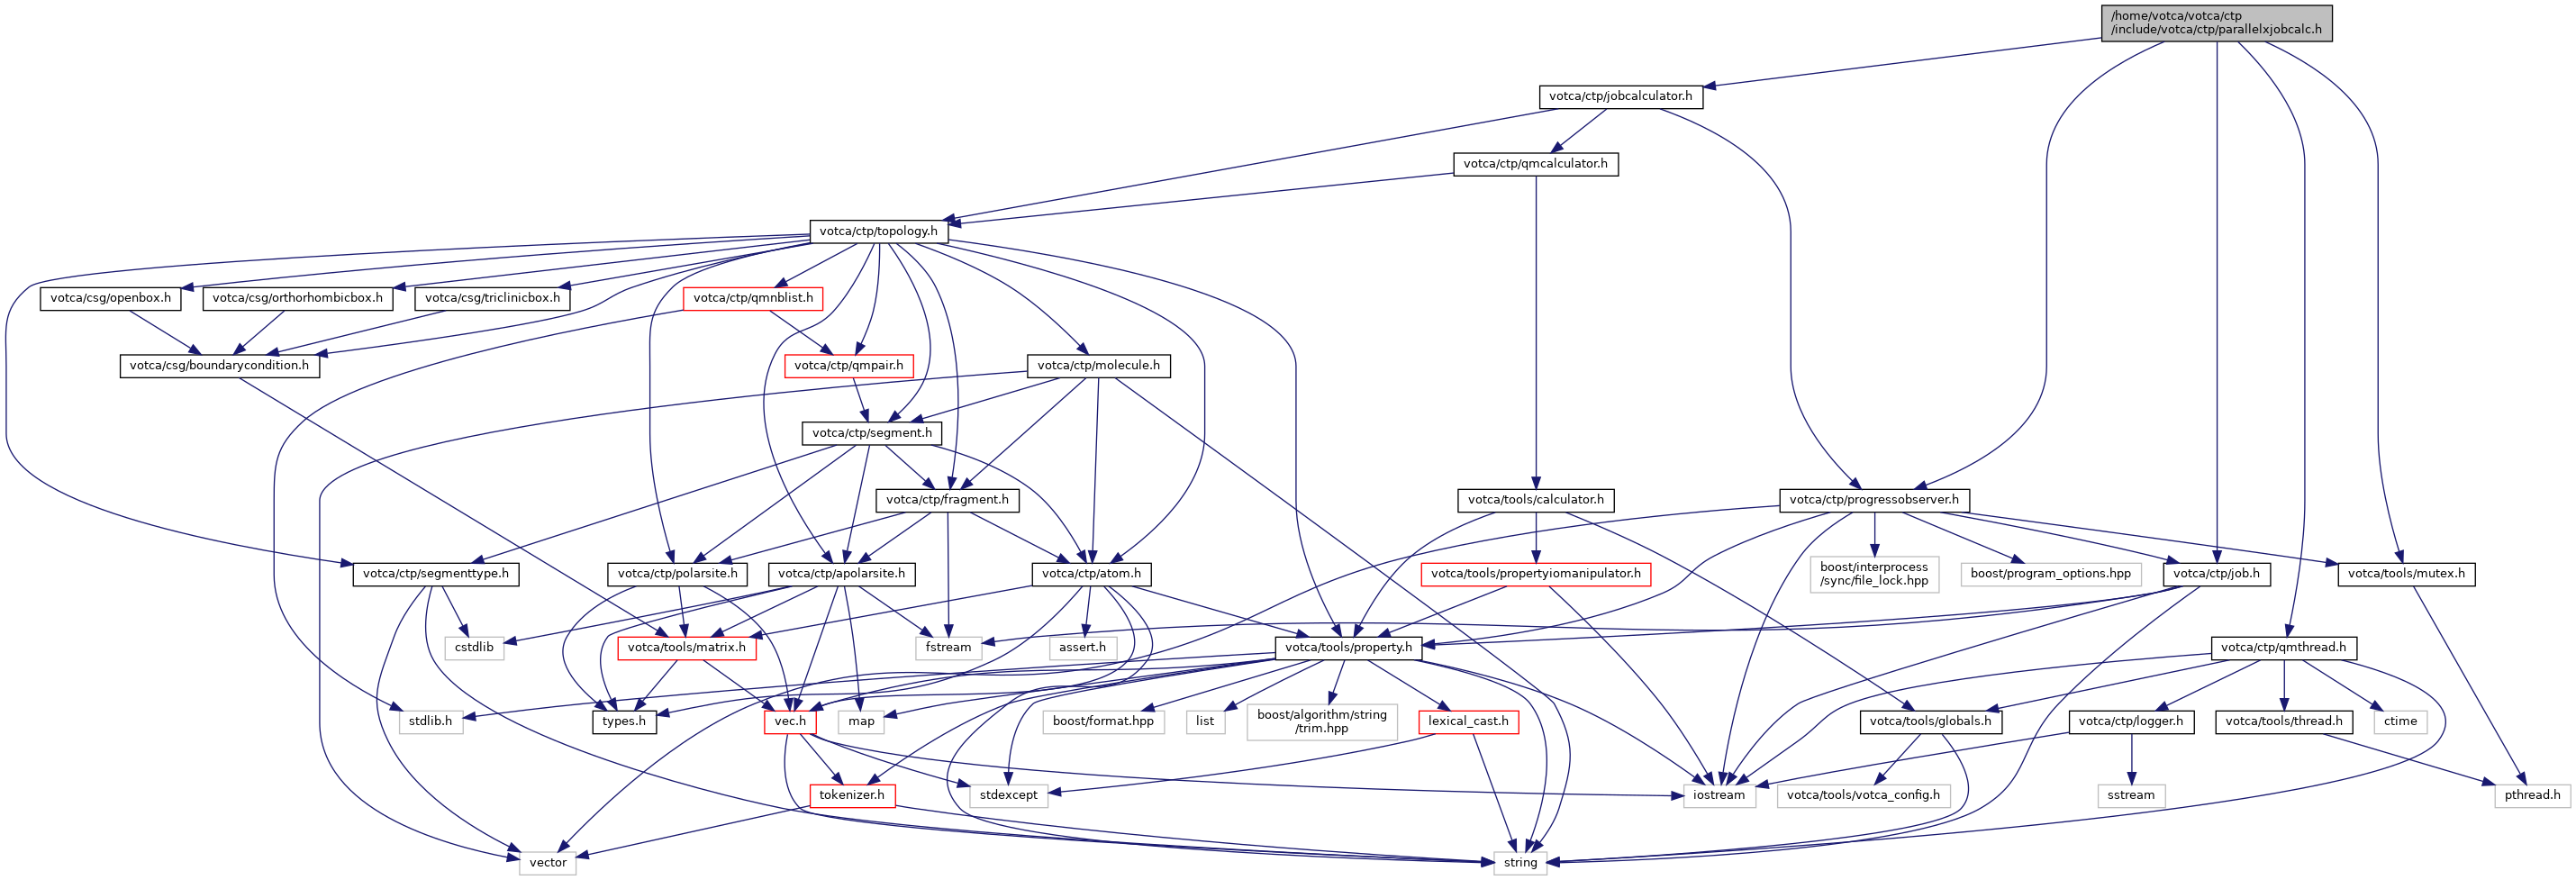 /home/votca/votca/ctp
/include/votca/ctp/parallelxjobcalc.h
votca/ctp/jobcalculator.h
votca/ctp/qmcalculator.h
votca/ctp/topology.h
votca/csg/openbox.h
votca/csg/orthorhombicbox.h
votca/csg/triclinicbox.h
votca/ctp/qmnblist.h
votca/csg/boundarycondition.h
votca/ctp/qmpair.h
votca/ctp/molecule.h
votca/ctp/segment.h
votca/ctp/fragment.h
votca/tools/calculator.h
votca/ctp/progressobserver.h
votca/ctp/segmenttype.h
votca/ctp/polarsite.h
votca/ctp/apolarsite.h
votca/ctp/atom.h
votca/tools/propertyiomanipulator.h
boost/interprocess
/sync/file_lock.hpp
boost/program_options.hpp
votca/ctp/job.h
votca/tools/mutex.h
cstdlib
votca/tools/matrix.h
fstream
assert.h
votca/tools/property.h
votca/ctp/qmthread.h
stdlib.h
types.h
vec.h
map
boost/format.hpp
list
boost/algorithm/string
/trim.hpp
lexical_cast.h
votca/tools/globals.h
votca/ctp/logger.h
votca/tools/thread.h
ctime
tokenizer.h
stdexcept
iostream
votca/tools/votca_config.h
sstream
pthread.h
vector
string